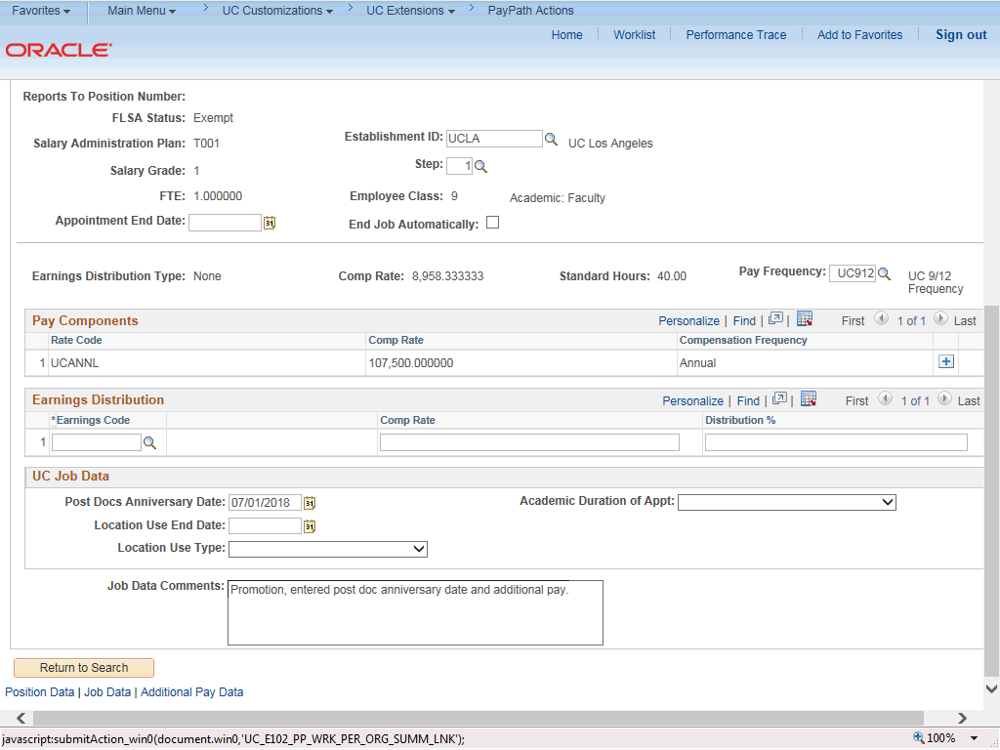 Favorites Main Menu UC Customizations UC Extensions PayPath Actions
Home Worklist Performance Trace Add to Favorites Sign out
ORACLE
Reports To Position Number:
FLSA Status: Exempt
Establishment ID: UCLA UC Los Angeles
Salary Administration Plan: T001
Step: 1
Salary Grade: 1
FTE: 1.000000 Employee Class: 9 Academic: Faculty
Appointment End Date: End Job Automatically:
Earnings Distribution Type: None Comp Rate: 8,958.333333 Standard Hours: 40.00 Pay Frequency: UC912 UC 9/12
Frequency
Pay Components Personalize | Find | | First 1 of 1 Last
Rate Code Comp Rate Compensation Frequency
1 UCANNL 107,500.000000 Annual
Earnings Distribution Personalize | Find | | First 1 of 1 Last
*Earnings Code Comp Rate Distribution %
1
UC Job Data
Post Docs Anniversary Date: 07/01/2018 Academic Duration of Appt:
Location Use End Date:
Location Use Type:
Job Data Comments: Promotion, entered post doc anniversary date and additional pay.
Return to Search
Position Data | Job Data | Additional Pay Data
javascript:submitAction_win0(document.win0,'UC_E102_PP_WRK_PER_ORG_SUMM_LNK'); 100%